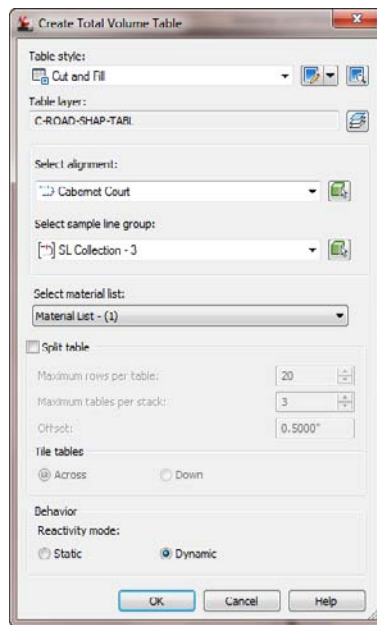 Create Total Volume Table
Table style:
Cut and Fill
Table layer:
C-ROAD-SHAP-TABL
Select alignment:
Cabernet Court
Select sample line group:
SL Collection - 3
Select material list:
Material List - (1)
Split table
Maximum rows per table: 20
Maximum tables per stack: 3
Offset: 0.5000"
Tile tables
Across Down
Behavior
Reactivity mode:
Static Dynamic
OK Cancel Help